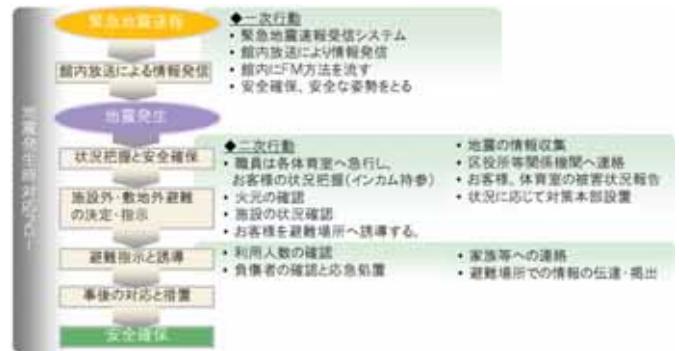 地震発生時対応フロー
緊急地震速報
館内放送による情報発信
地震発生
状況把握と安全確保
施設外・敷地外避難
の決定・指示
避難指示と誘導
事後の対応と措置
安全確保
◆一次行動
• 緊急地震速報受信システム
• 館内放送により情報発信
• 館内にFM方法を流す
• 安全確保、安全な姿勢をとる
◆二次行動
• 職員は各体育室へ急行し、
お客様の状況把握(インカム持参)
• 火元の確認
• 施設の状況確認
• お客様を避難場所へ誘導する。
• 地震の情報収集
• 区役所等関係機関へ連絡
• お客様、体育室の被害状況報告
• 状況に応じて対策本部設置
• 利用人数の確認
• 負傷者の確認と応急処置
• 家族等への連絡
• 避難場所での情報の伝達・掲出